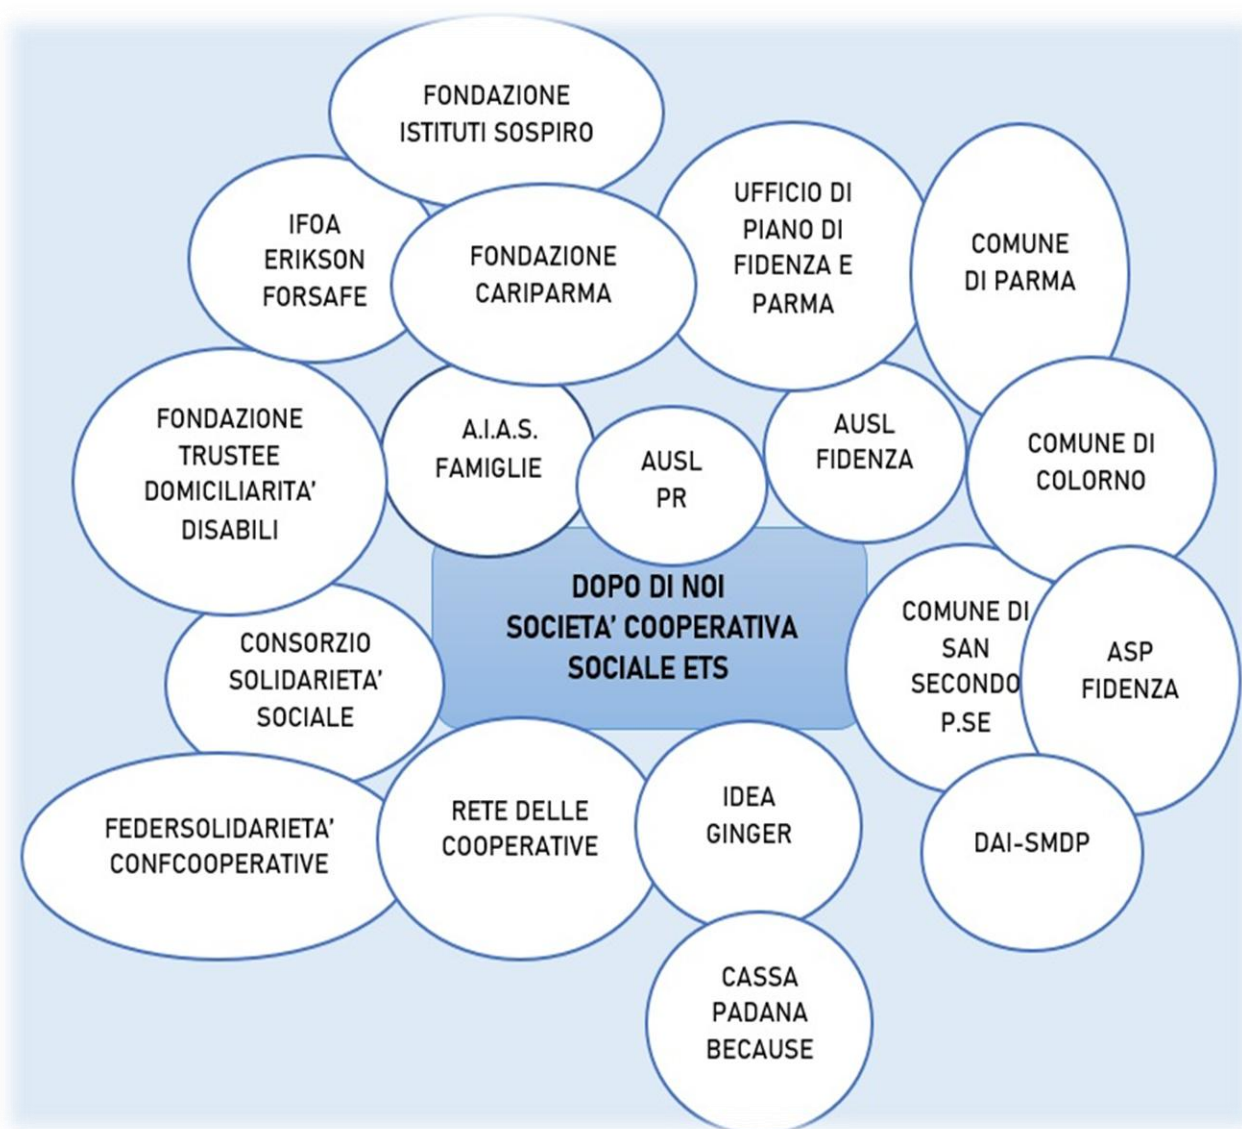 FONDAZIONE
ISTITUTI SOSPIRO
IFOA
ERIKSON
FORSAFE
FONDAZIONE
CARIPARMA
UFFICIO DI
PIANO DI
FIDENZA E
PARMA
COMUNE
DI PARMA
FONDAZIONE
TRUSTEE
DOMICILIARITA’
DISABILI
A.I.A.S.
FAMIGLIE
AUSL
PR
AUSL
FIDENZA
COMUNE DI
COLORNO
DOPO DI NOI
SOCIETA’ COOPERATIVA
SOCIALE ETS
CONSORZIO
SOLIDARIETA’
SOCIALE
COMUNE DI
SAN
SECONDO
P.SE
ASP
FIDENZA
FEDERSOLIDARIETA’
CONFCOOPERATIVE
RETE DELLE
COOPERATIVE
IDEA
GINGER
DAI-SMDP
CASSA
PADANA
BECAUSE